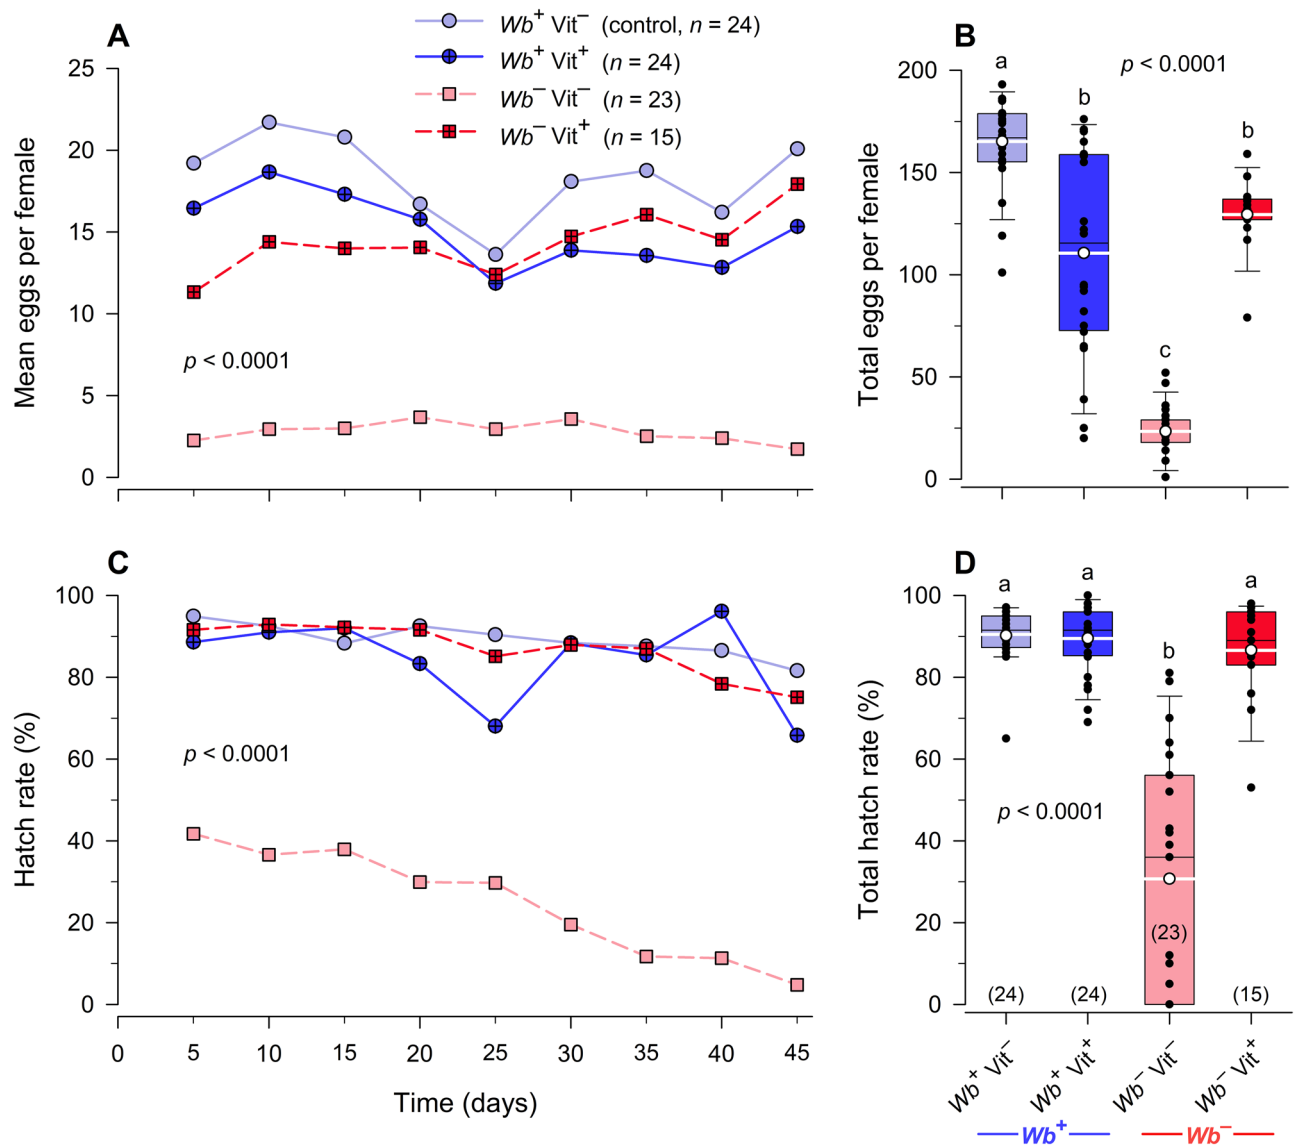 A
Wb⁺ Vit⁻ (control, n = 24)
Wb⁺ Vit⁺ (n = 24)
Wb⁻ Vit⁻ (n = 23)
Wb⁻ Vit⁺ (n = 15)
Mean eggs per female
25
20
15
10
5
0
p < 0.0001
B
Total eggs per female
200
150
100
50
0
p < 0.0001
a
b
c
b
C
Hatch rate (%)
100
80
60
40
20
0
p < 0.0001
0 5 10 15 20 25 30 35 40 45
Time (days)
D
Total hatch rate (%)
100
80
60
40
20
0
a
a
b
a
p < 0.0001
(24) (24) (23) (15)
Wb⁺ Vit⁻
Wb⁺ Vit⁺
Wb⁻ Vit⁻
Wb⁻ Vit⁺
Wb⁺ Wb⁻